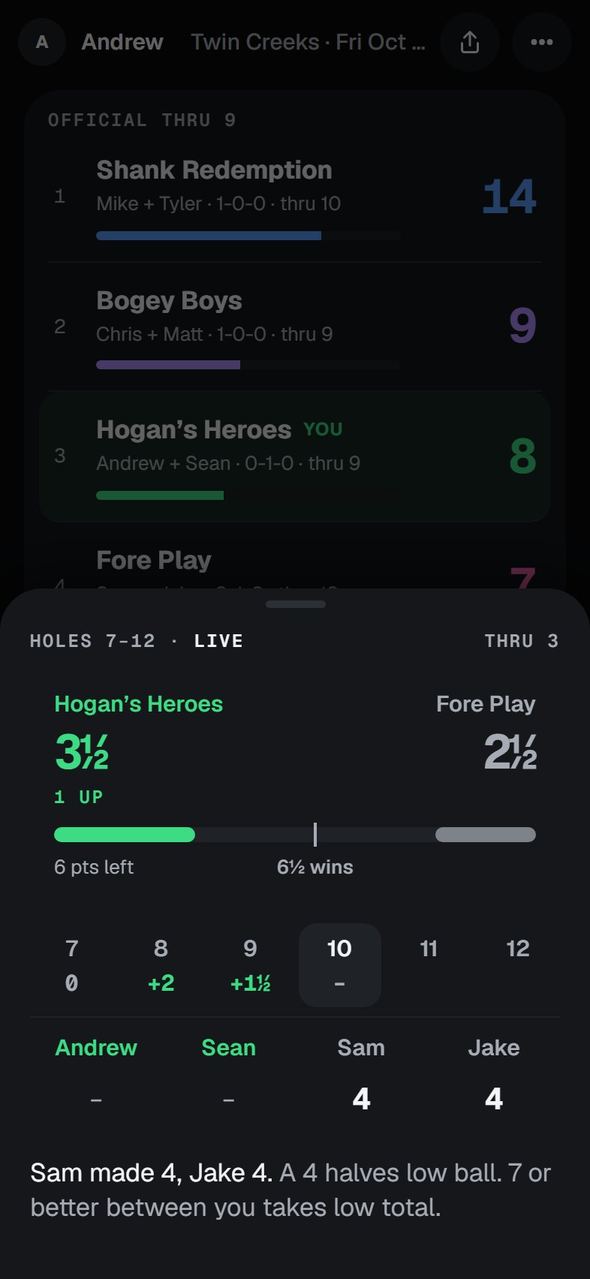 A Andrew Twin Creeks · Fri Oct ...
OFFICIAL THRU 9
Shank Redemption
1 Mike + Tyler · 1-0-0 · thru 10 14
Bogey Boys
2 Chris + Matt · 1-0-0 · thru 9 9
Hogan’s Heroes YOU
3 Andrew + Sean · 0-1-0 · thru 9 8
Fore Play
4 7
HOLES 7–12 · LIVE THRU 3
Hogan’s Heroes Fore Play
3½ 2½
1 UP
6 pts left 6½ wins
7 8 9 10 11 12
0 +2 +1½ –
Andrew Sean Sam Jake
– – 4 4
Sam made 4, Jake 4. A 4 halves low ball. 7 or
better between you takes low total.